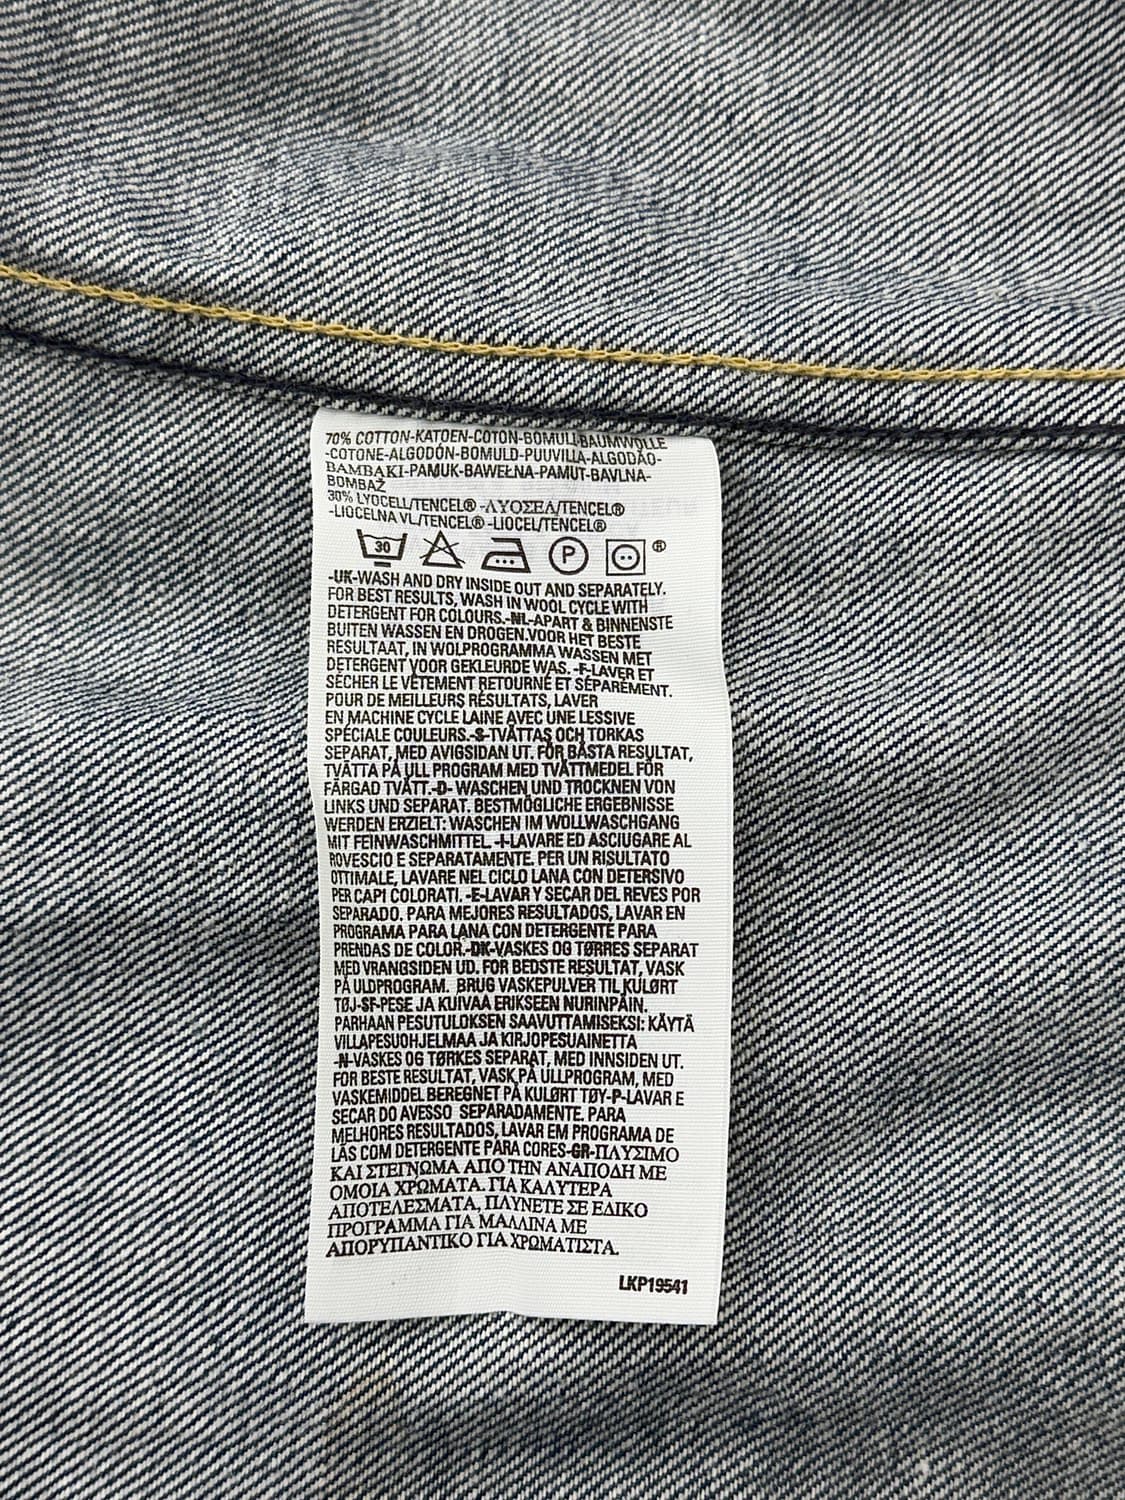 70% COTTON-KATOEN-COTON-BOMULL-BAUMWOLLE
-COTONE-ALGODÓN-BOMULD-PUUVILLA-ALGODÃO-
ΒΑΜΒΑΚΙ-PAMUK-BAWEŁNA-PAMUT-BAVLNA-
BOMBAŽ
30% LYOCELL/TENCEL® -ΛΥΟΣΕΛ/TENCEL®
-LIOCELNA VL/TENCEL® -LIOCEL/TENCEL®
30 P ®
-UK-WASH AND DRY INSIDE OUT AND SEPARATELY.
FOR BEST RESULTS, WASH IN WOOL CYCLE WITH
DETERGENT FOR COLOURS.-NL-APART & BINNENSTE
BUITEN WASSEN EN DROGEN.VOOR HET BESTE
RESULTAAT, IN WOLPROGRAMMA WASSEN MET
DETERGENT VOOR GEKLEURDE WAS. -F-LAVER ET
SÉCHER LE VÊTEMENT RETOURNÉ ET SÉPARÉMENT.
POUR DE MEILLEURS RÉSULTATS, LAVER
EN MACHINE CYCLE LAINE AVEC UNE LESSIVE
SPÉCIALE COULEURS.-S-TVÄTTAS OCH TORKAS
SEPARAT, MED AVIGSIDAN UT. FÖR BÄSTA RESULTAT,
TVÄTTA PÅ ULL PROGRAM MED TVÄTTMEDEL FÖR
FÄRGAD TVÄTT.-D- WASCHEN UND TROCKNEN VON
LINKS UND SEPARAT. BESTMÖGLICHE ERGEBNISSE
WERDEN ERZIELT: WASCHEN IM WOLLWASCHGANG
MIT FEINWASCHMITTEL. -I-LAVARE ED ASCIUGARE AL
ROVESCIO E SEPARATAMENTE. PER UN RISULTATO
OTTIMALE, LAVARE NEL CICLO LANA CON DETERSIVO
PER CAPI COLORATI. -E-LAVAR Y SECAR DEL REVES POR
SEPARADO. PARA MEJORES RESULTADOS, LAVAR EN
PROGRAMA PARA LANA CON DETERGENTE PARA
PRENDAS DE COLOR.-DK-VASKES OG TØRRES SEPARAT
MED VRANGSIDEN UD. FOR BEDSTE RESULTAT, VASK
PÅ ULDPROGRAM. BRUG VASKEPULVER TIL KULØRT
TØJ-SF-PESE JA KUIVAA ERIKSEEN NURINPÄIN.
PARHAAN PESUTULOKSEN SAAVUTTAMISEKSI: KÄYTÄ
VILLAPESUOHJELMAA JA KIRJOPESUAINETTA
-N-VASKES OG TØRKES SEPARAT, MED INNSIDEN UT.
FOR BESTE RESULTAT, VASK PÅ ULLPROGRAM, MED
VASKEMIDDEL BEREGNET PÅ KULØRT TØY-P-LAVAR E
SECAR DO AVESSO SEPARADAMENTE. PARA
MELHORES RESULTADOS, LAVAR EM PROGRAMA DE
LÃS COM DETERGENTE PARA CORES-GR-ΠΛΥΣΙΜΟ
ΚΑΙ ΣΤΕΓΝΩΜΑ ΑΠΟ ΤΗΝ ΑΝΑΠΟΔΗ ΜΕ
ΟΜΟΙΑ ΧΡΩΜΑΤΑ. ΓΙΑ ΚΑΛΥΤΕΡΑ
ΑΠΟΤΕΛΕΣΜΑΤΑ, ΠΛΥΝΕΤΕ ΣΕ ΕΔΙΚΟ
ΠΡΟΓΡΑΜΜΑ ΓΙΑ ΜΑΛΛΙΝΑ ΜΕ
ΑΠΟΡΥΠΑΝΤΙΚΟ ΓΙΑ ΧΡΩΜΑΤΙΣΤΑ.
LKP19541